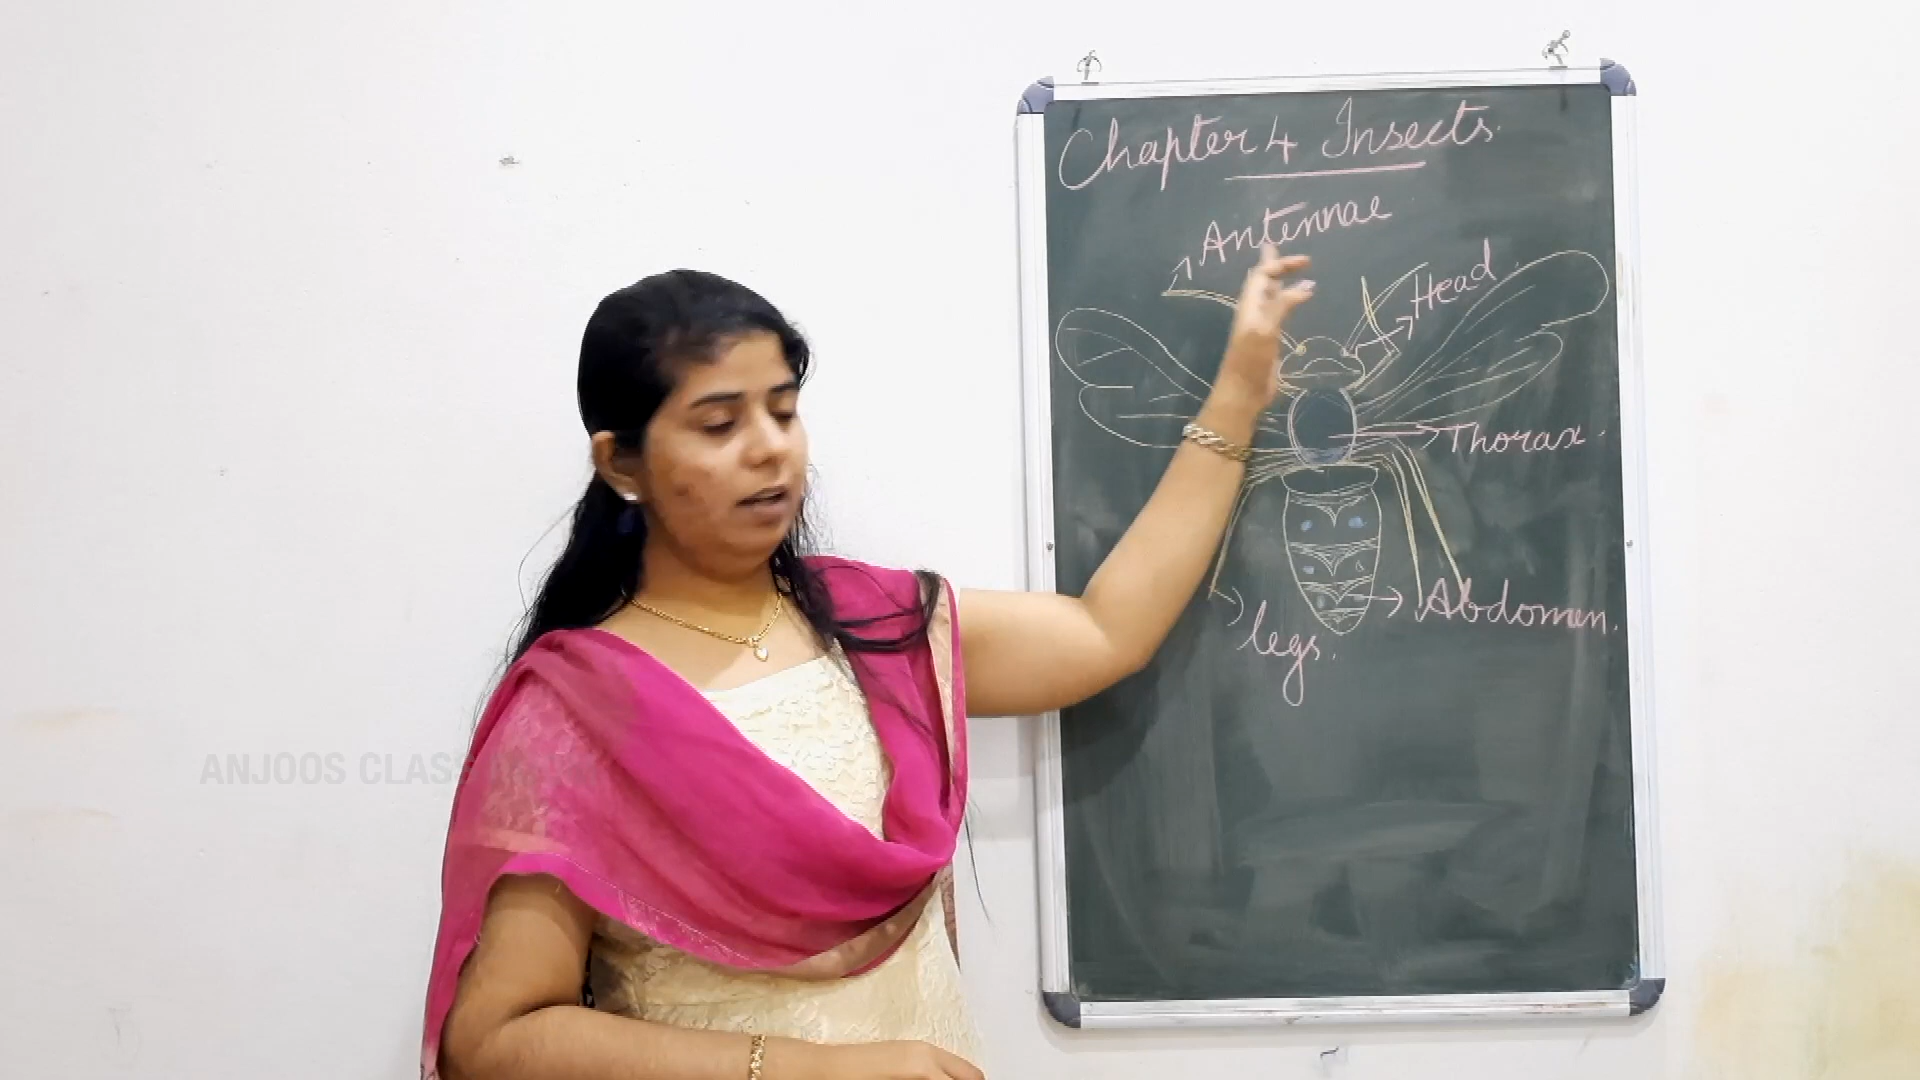 Chapter 4 Insects.
Antennae
Head.
Thorax.
Abdomen.
legs.
ANJOOS CLASS